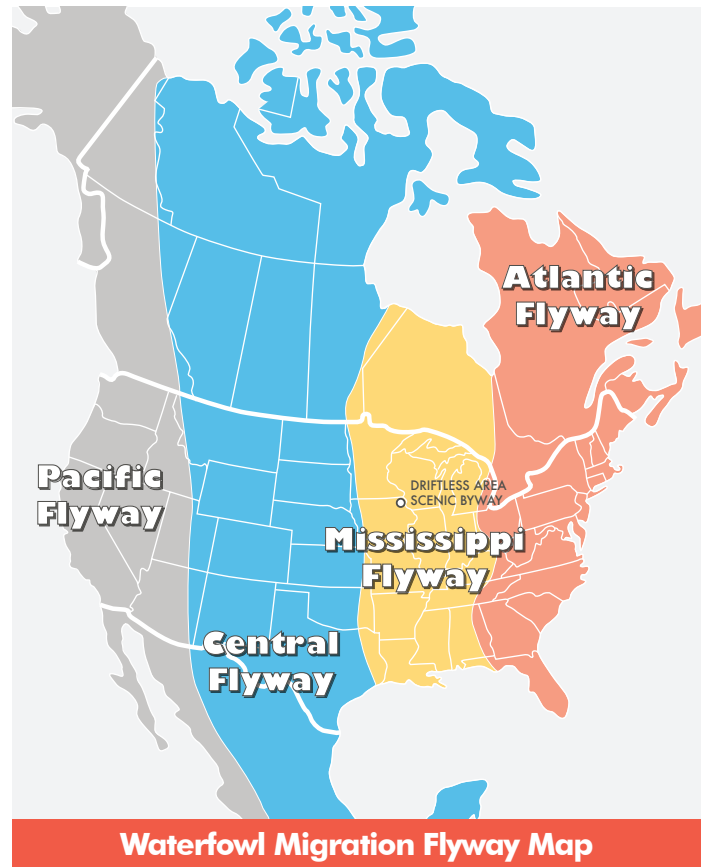 Atlantic
Flyway
Pacific
Flyway
DRIFTLESS AREA
SCENIC BYWAY
Mississippi
Flyway
Central
Flyway
Waterfowl Migration Flyway Map